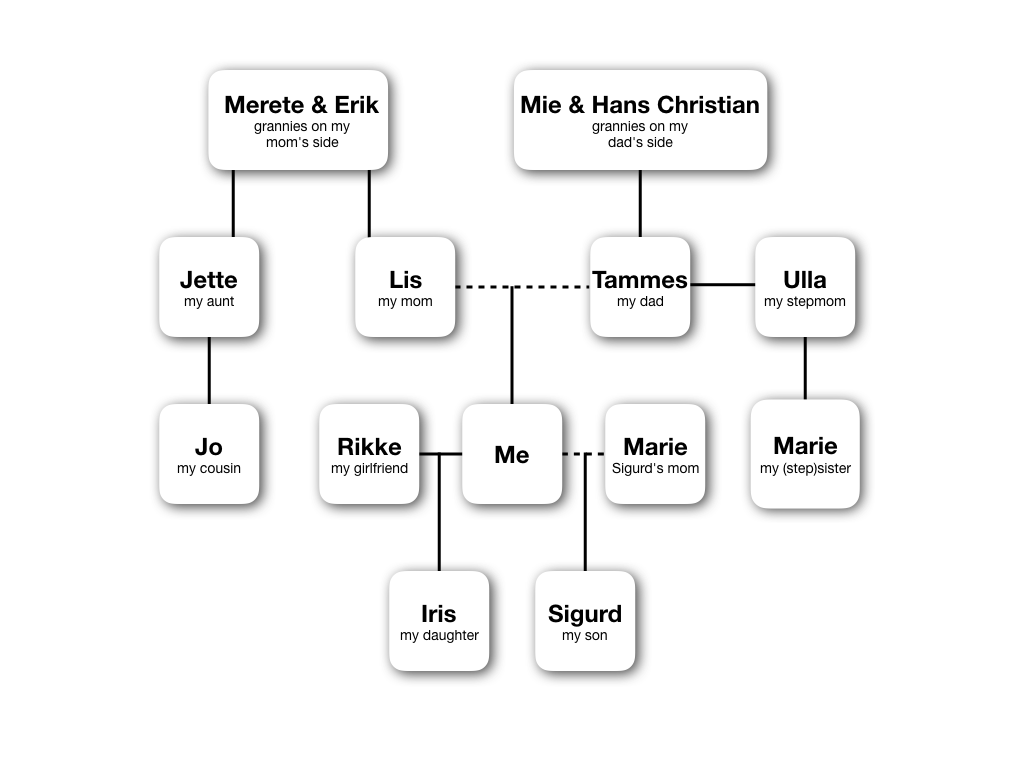 Merete & Erik
grannies on my
mom's side
Mie & Hans Christian
grannies on my
dad's side
Jette
my aunt
Lis
my mom
Tammes
my dad
Ulla
my stepmom
Jo
my cousin
Rikke
my girlfriend
Me
Marie
Sigurd's mom
Marie
my (step)sister
Iris
my daughter
Sigurd
my son